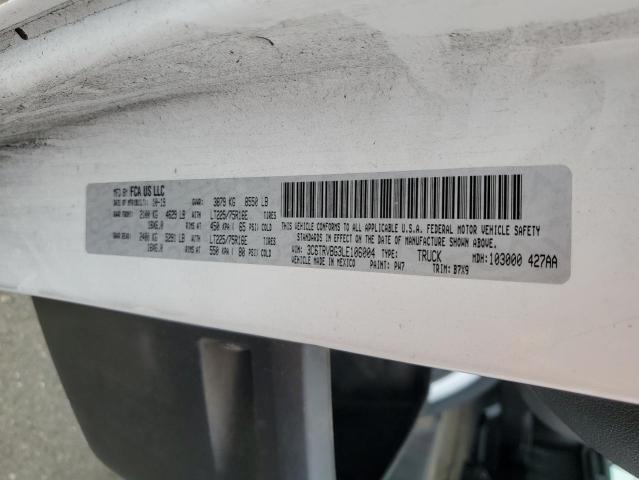 MFD BY: FCA US LLC
DATE OF MFR(MFD): 10-19 GVWR: 3879 KG 8550 LB
GAWR FRONT: 2100 KG 4629 LB WITH LT225/75R16E TIRES
16X6.0 RIMS AT 450 KPA( 65 PSI) COLD
GAWR REAR: 2400 KG 5291 LB WITH LT225/75R16E TIRES
16X6.0 RIMS AT 550 KPA( 80 PSI) COLD
THIS VEHICLE CONFORMS TO ALL APPLICABLE U.S.A. FEDERAL MOTOR VEHICLE SAFETY
STANDARDS IN EFFECT ON THE DATE OF MANUFACTURE SHOWN ABOVE.
VIN: 3C6TRVBG3LE106004 TYPE: TRUCK MDH: 103000 427AA
VEHICLE MADE IN MEXICO PAINT: PW7 TRIM: B7X9